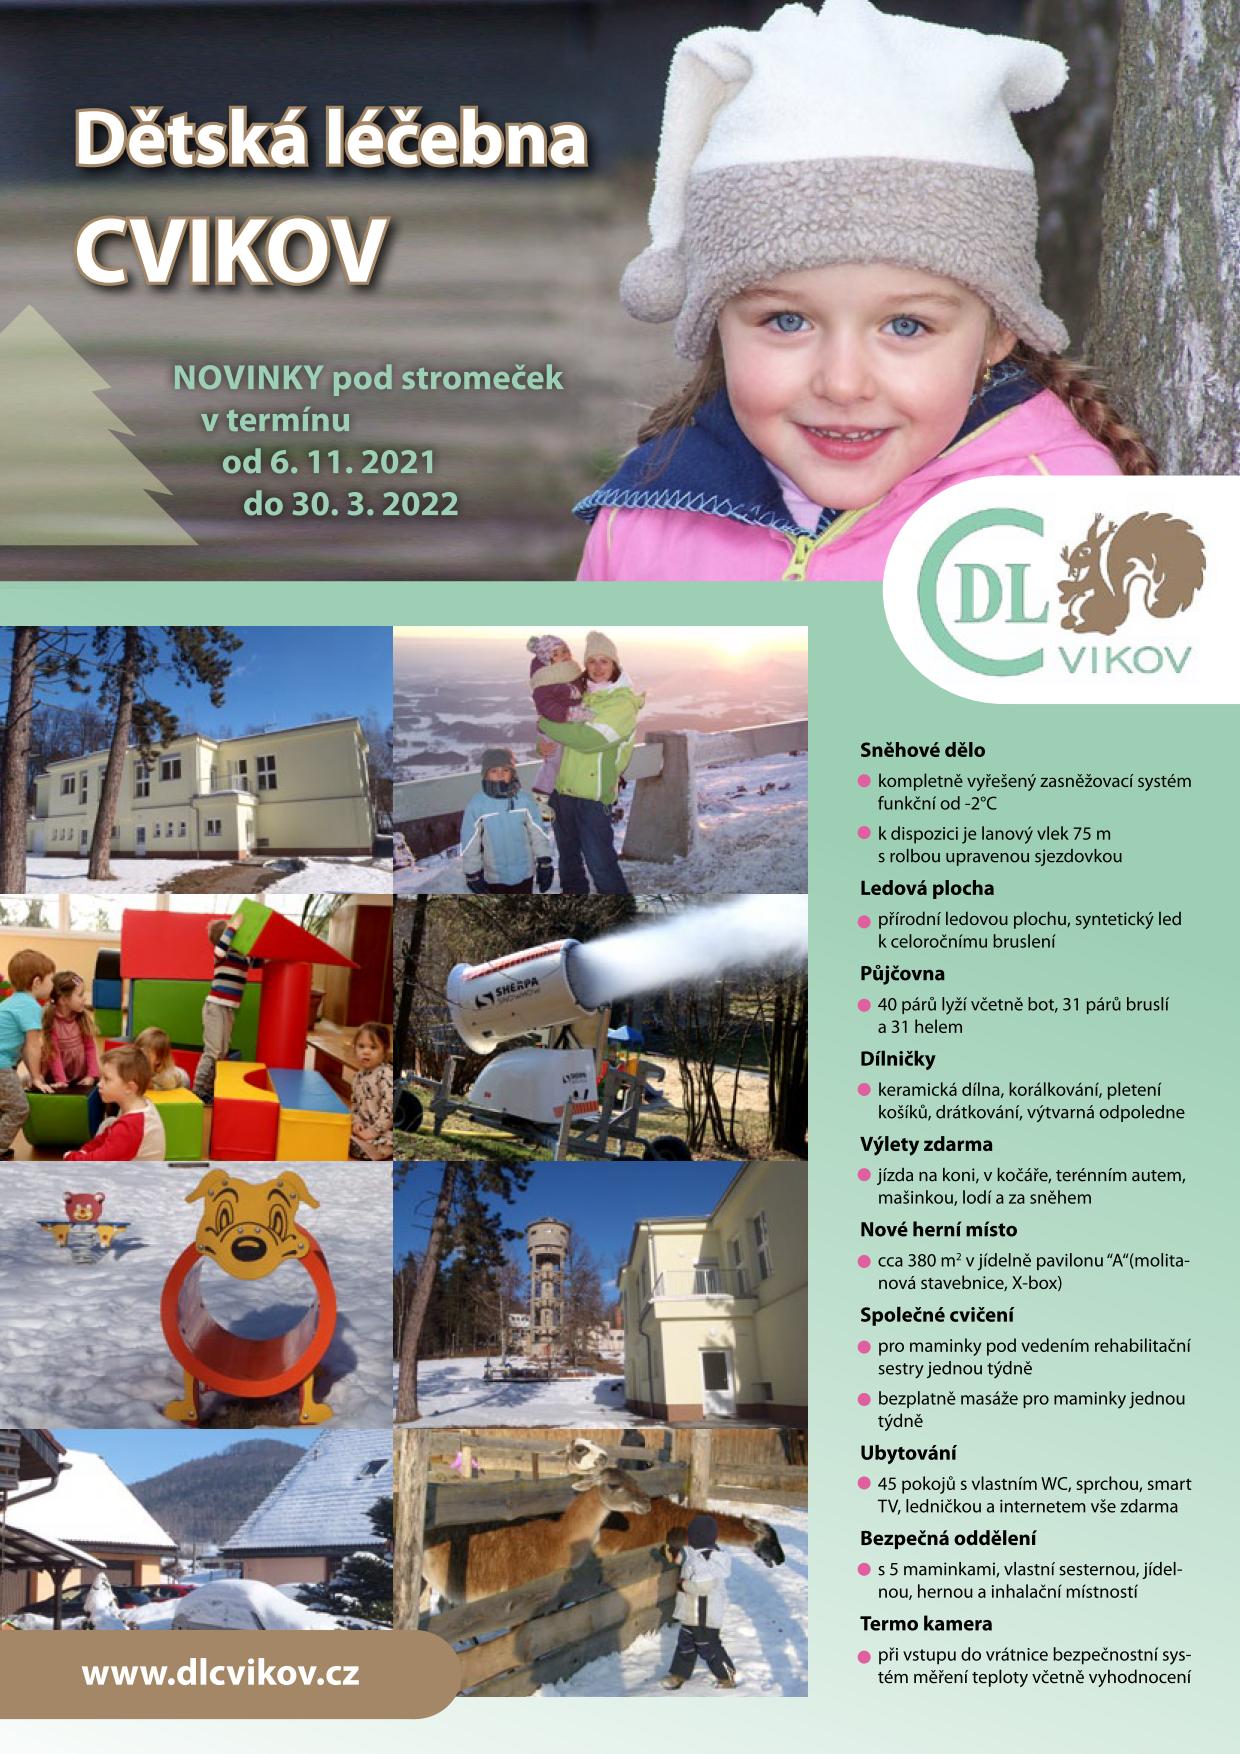 Dětská léčebna
CVIKOV
NOVINKY pod stromeček
v termínu
od 6. 11. 2021
do 30. 3. 2022
C DL
VIKOV
SHERPA
SNOWMOW
SHERPA
Sněhové dělo
kompletně vyřešený zasněžovací systém
funkční od -2°C
k dispozici je lanový vlek 75 m
s rolbou upravenou sjezdovkou
Ledová plocha
přírodní ledovou plochu, syntetický led
k celoročnímu bruslení
Půjčovna
40 párů lyží včetně bot, 31 párů bruslí
a 31 helem
Dílničky
keramická dílna, korálkování, pletení
košíků, drátkování, výtvarná odpoledne
Výlety zdarma
jízda na koni, v kočáře, terénním autem,
mašinkou, lodí a za sněhem
Nové herní místo
cca 380 m² v jídelně pavilonu “A“(molita-
nová stavebnice, X-box)
Společné cvičení
pro maminky pod vedením rehabilitační
sestry jednou týdně
bezplatně masáže pro maminky jednou
týdně
Ubytování
45 pokojů s vlastním WC, sprchou, smart
TV, ledničkou a internetem vše zdarma
Bezpečná oddělení
s 5 maminkami, vlastní sesternou, jídel-
nou, hernou a inhalační místností
Termo kamera
při vstupu do vrátnice bezpečnostní sys-
tém měření teploty včetně vyhodnocení
www.dlcvikov.cz